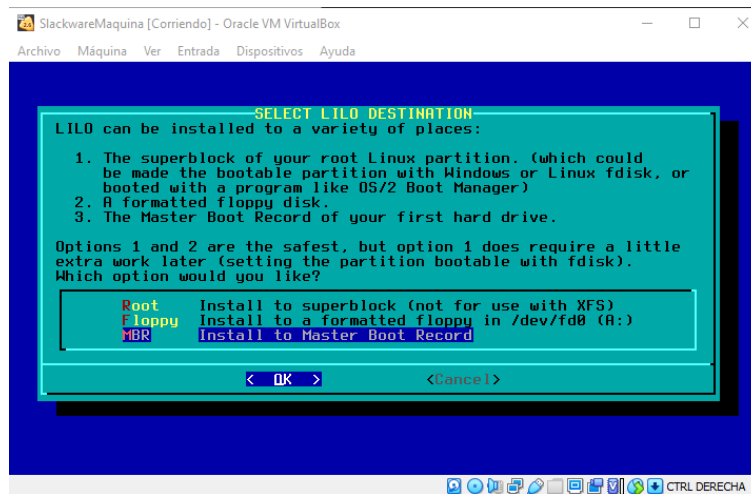 SlackwareMaquina [Corriendo] - Oracle VM VirtualBox
Archivo Máquina Ver Entrada Dispositivos Ayuda
SELECT LILO DESTINATION
LILO can be installed to a variety of places:
1. The superblock of your root Linux partition. (which could
be made the bootable partition with Windows or Linux fdisk, or
booted with a program like OS/2 Boot Manager)
2. A formatted floppy disk.
3. The Master Boot Record of your first hard drive.
Options 1 and 2 are the safest, but option 1 does require a little
extra work later (setting the partition bootable with fdisk).
Which option would you like?
Root Install to superblock (not for use with XFS)
Floppy Install to a formatted floppy in /dev/fd0 (A:)
MBR Install to Master Boot Record
< OK > <Cancel>
CTRL DERECHA